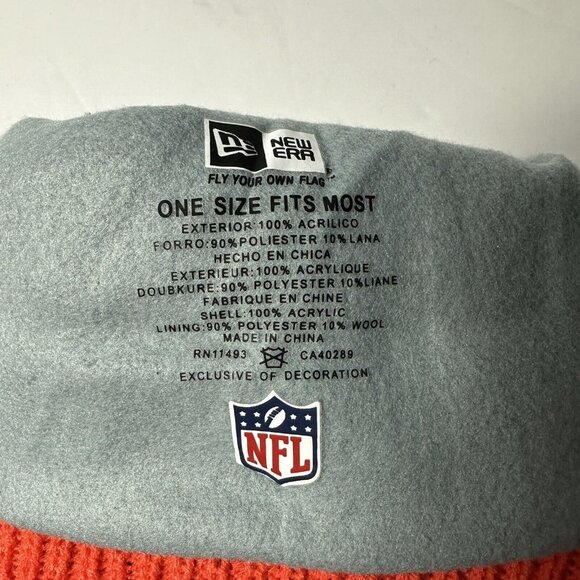 NE NEW ERA
FLY YOUR OWN FLAG™
ONE SIZE FITS MOST
EXTERIOR:100% ACRILICO
FORRO:90%POLIESTER 10%LANA
HECHO EN CHICA
EXTERIEUR:100% ACRYLIQUE
DOUBKURE:90% POLYESTER 10%LIANE
FABRIQUE EN CHINE
SHELL:100% ACRYLIC
LINING:90% POLYESTER 10% WOOL
MADE IN CHINA
RN11493 CA40289
EXCLUSIVE OF DECORATION
NFL